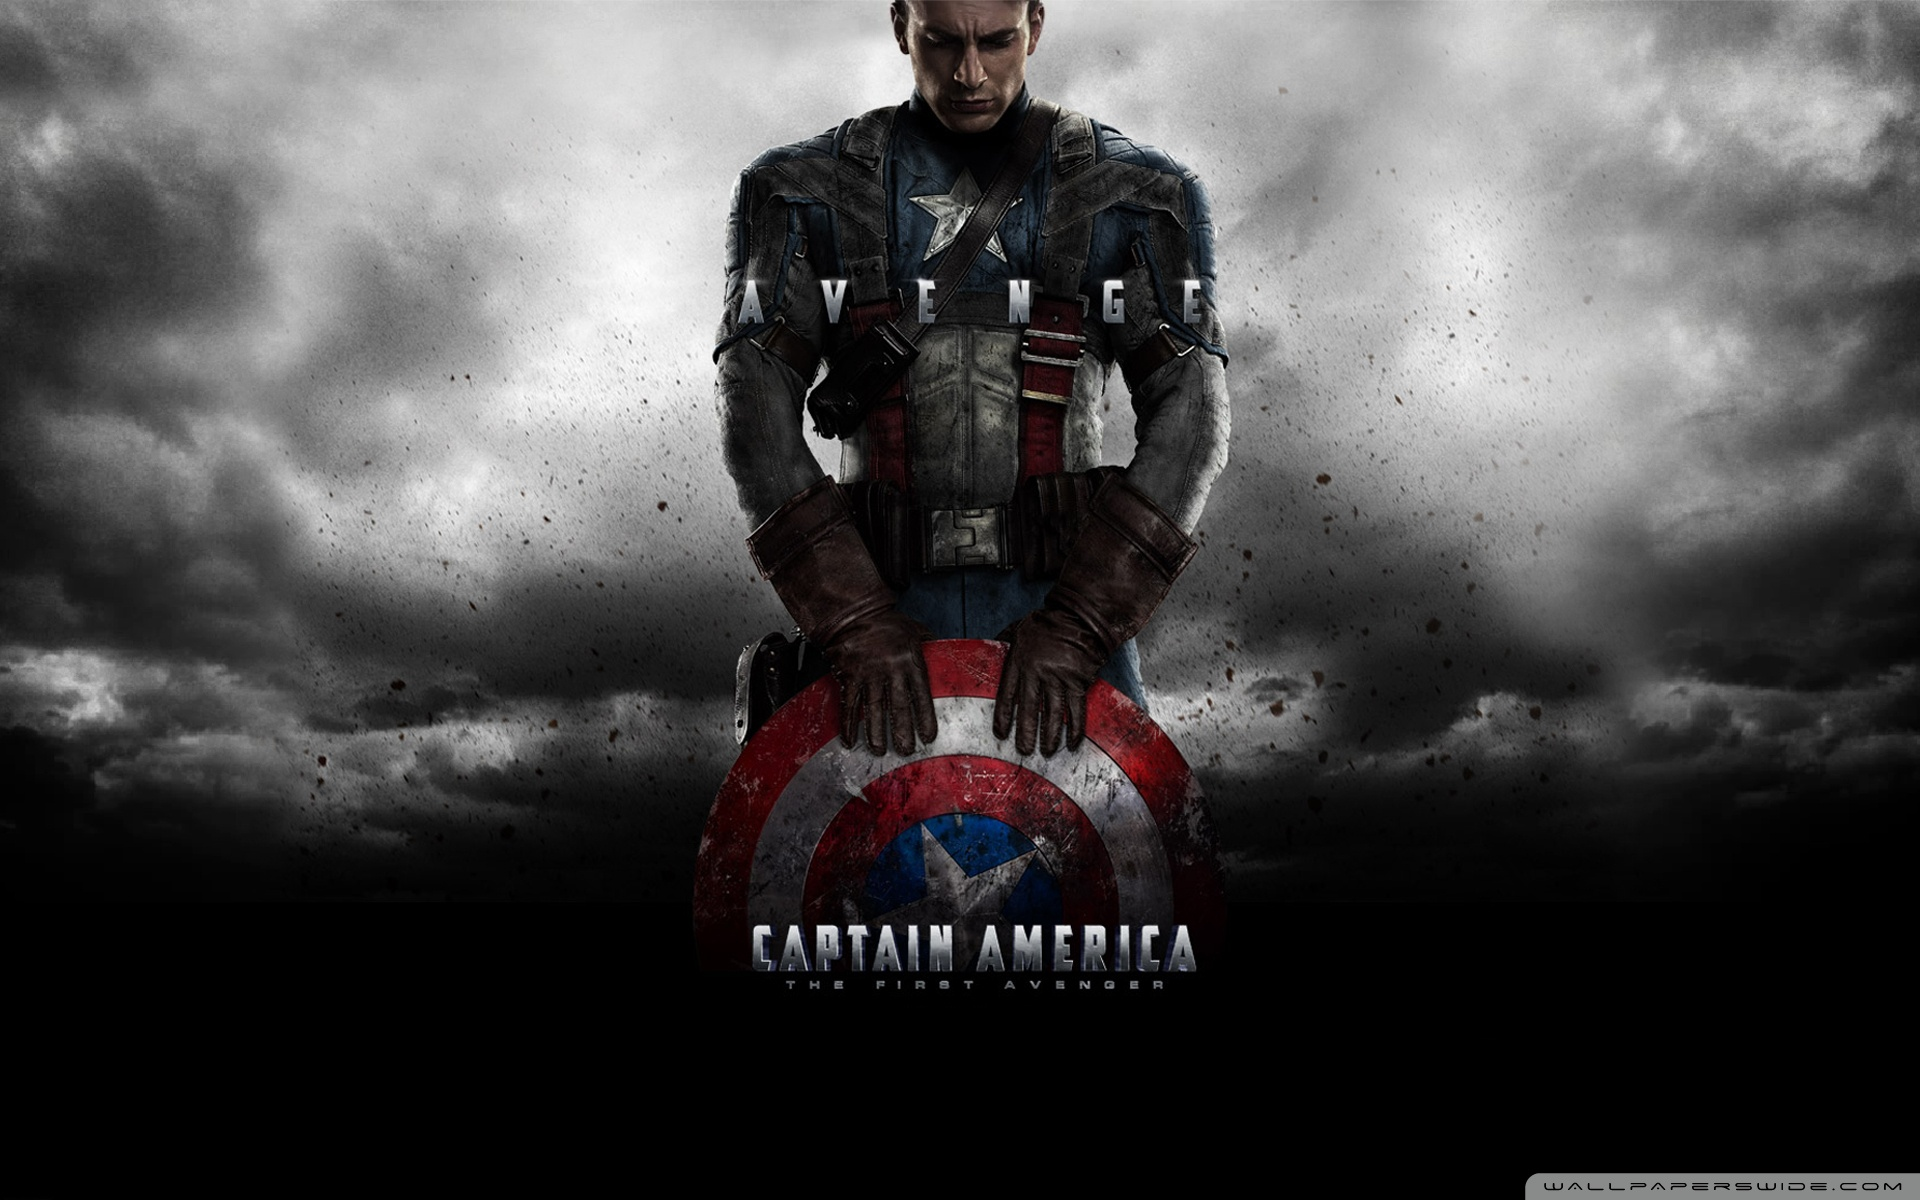 AVENGE
CAPTAIN AMERICA
THE FIRST AVENGER
WALLPAPERSWIDE.COM